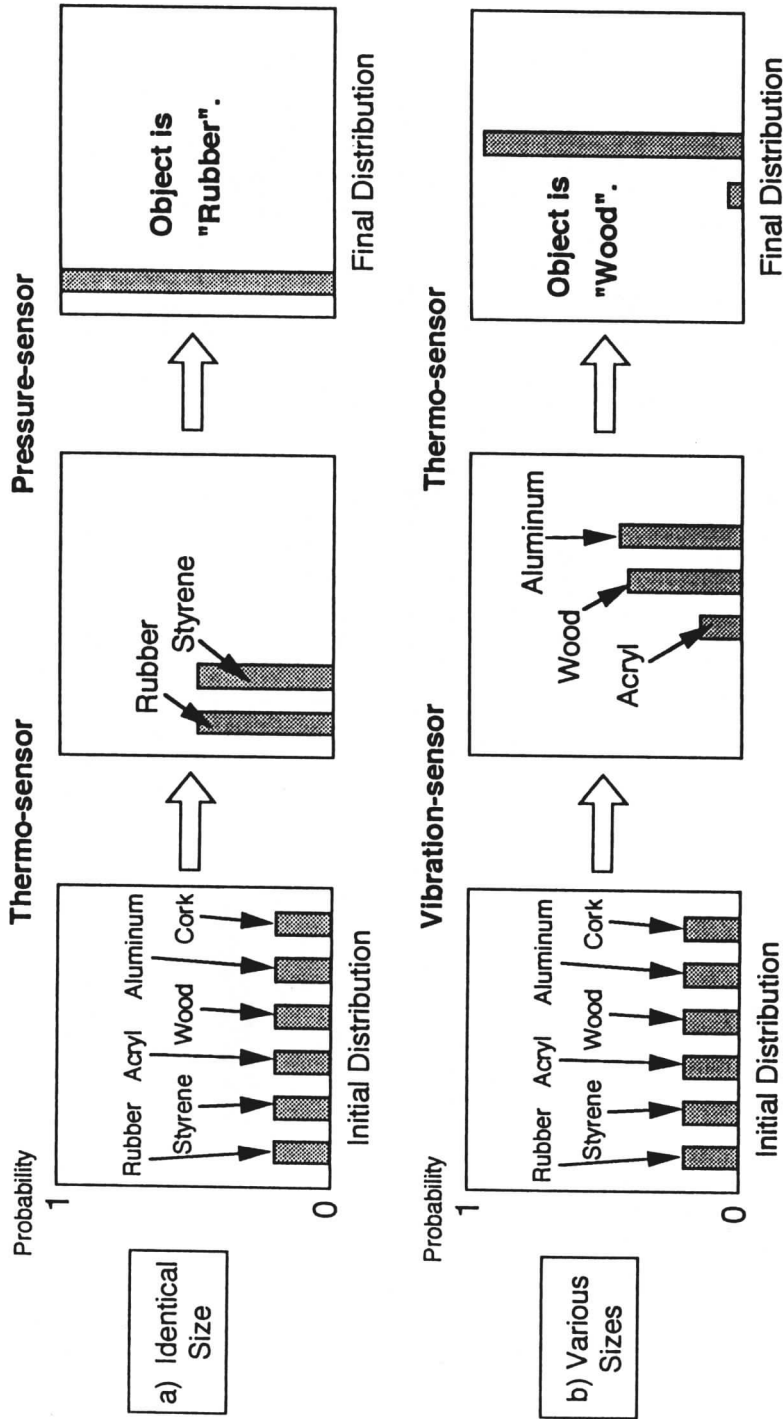 a) Identical
Size
Probability
1
0
Rubber
Styrene
Acryl
Wood
Aluminum
Cork
Initial Distribution
Thermo-sensor
Rubber
Styrene
Pressure-sensor
Object is
"Rubber".
Final Distribution
b) Various
Sizes
Probability
1
0
Rubber
Styrene
Acryl
Wood
Aluminum
Cork
Initial Distribution
Vibration-sensor
Acryl
Wood
Aluminum
Thermo-sensor
Object is
"Wood".
Final Distribution